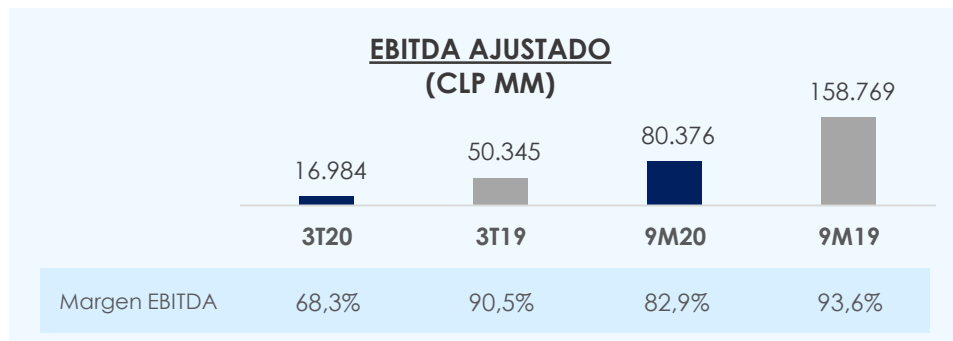 EBITDA AJUSTADO
(CLP MM)
16.984
50.345
80.376
158.769
3T20 3T19 9M20 9M19
Margen EBITDA 68,3% 90,5% 82,9% 93,6%